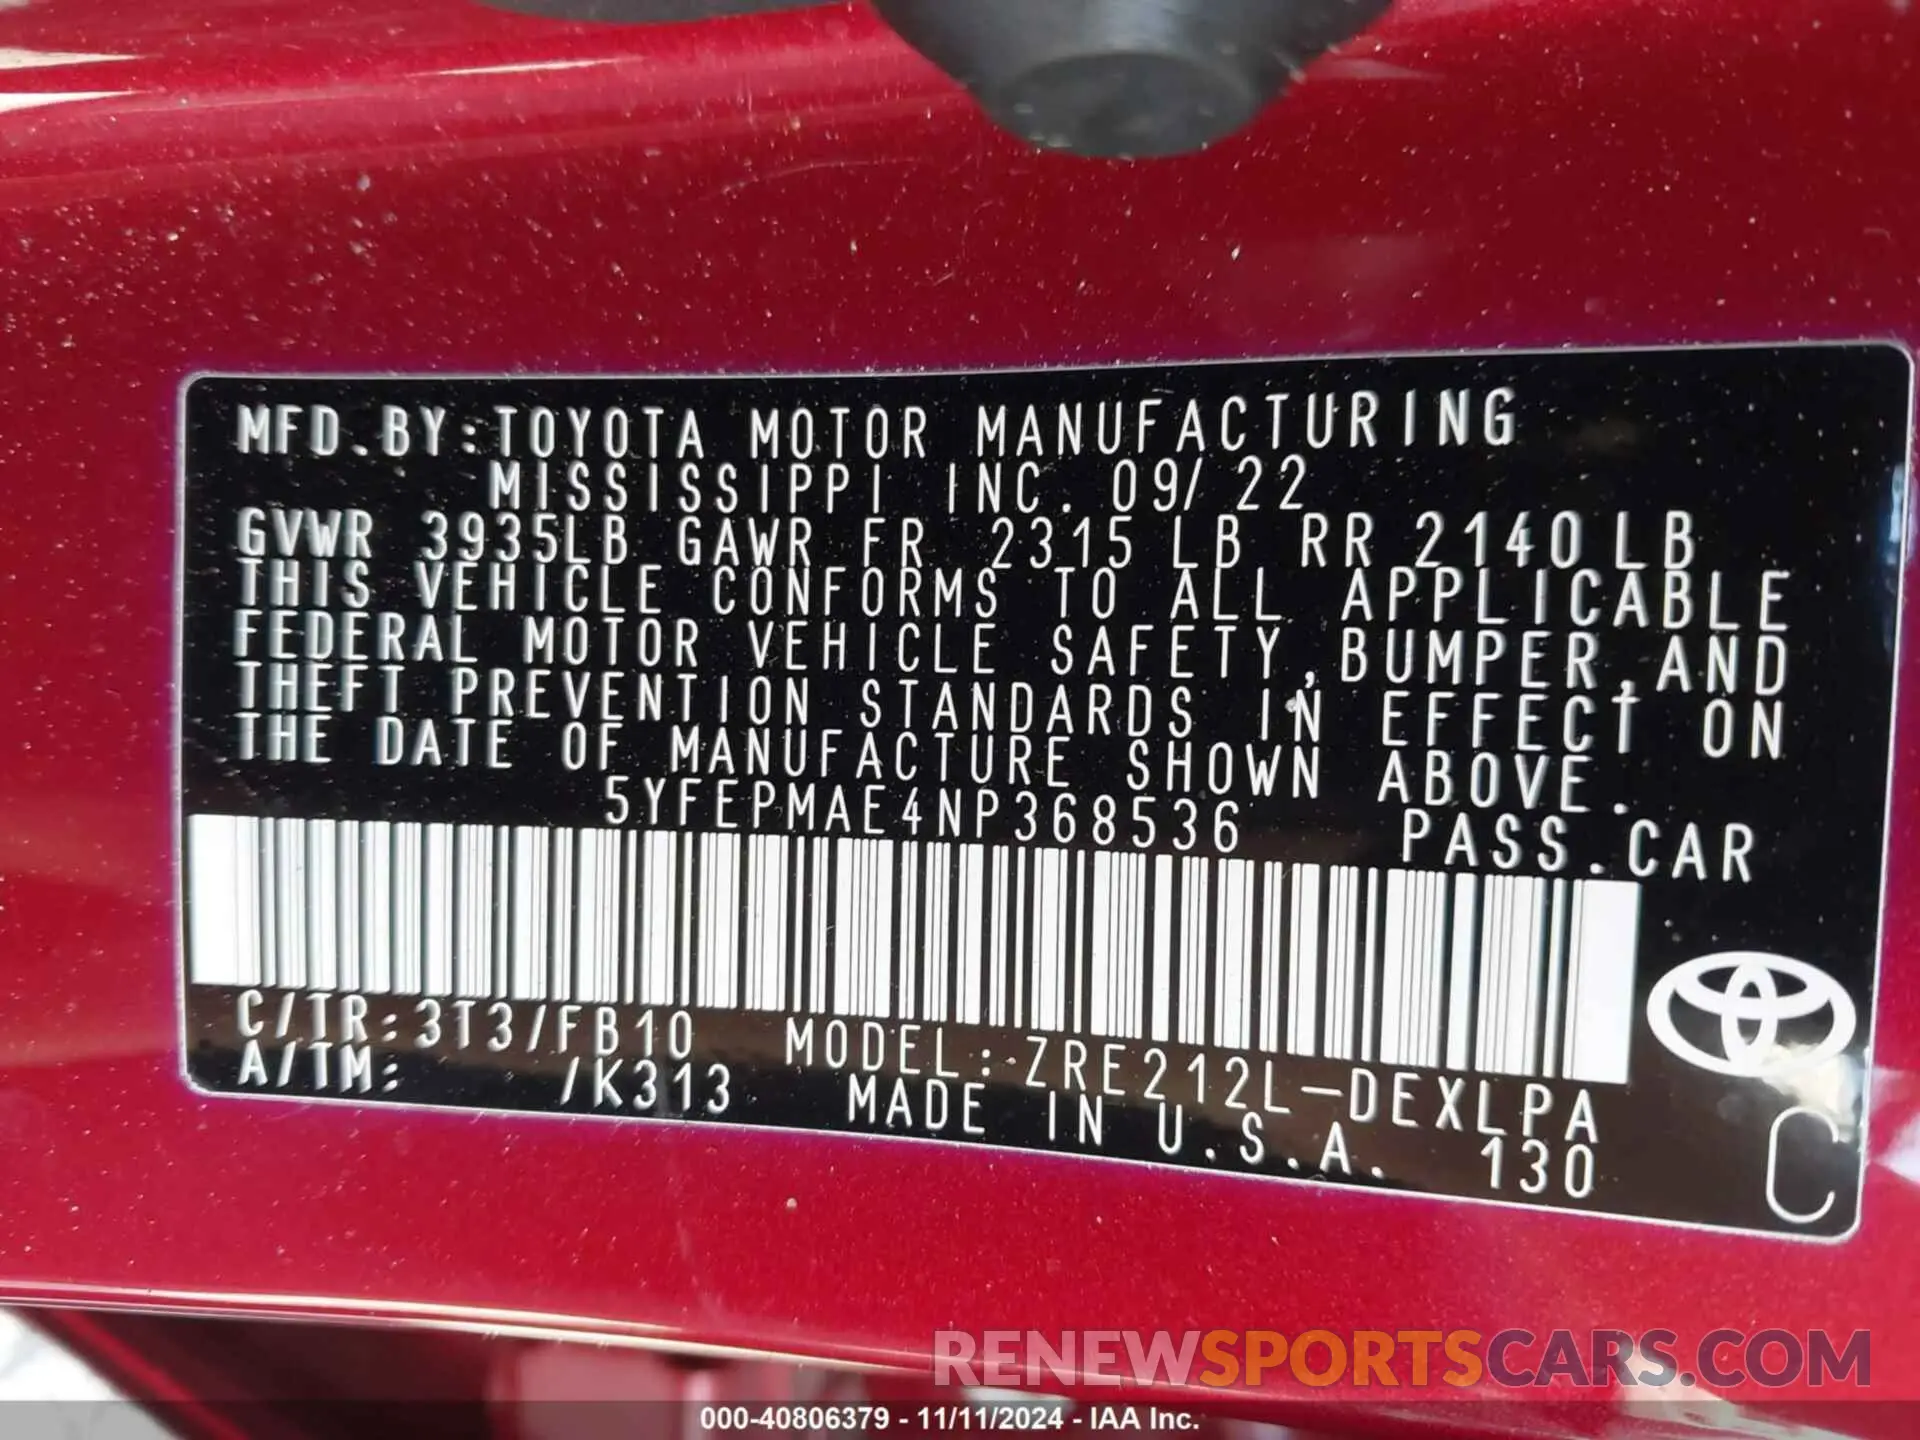 MFD.BY:TOYOTA MOTOR MANUFACTURING
MISSISSIPPI INC. 09/22
GVWR 3935LB GAWR FR 2315LB RR 2140LB
THIS VEHICLE CONFORMS TO ALL APPLICABLE
FEDERAL MOTOR VEHICLE SAFETY,BUMPER,AND
THEFT PREVENTION STANDARDS IN EFFECT ON
THE DATE OF MANUFACTURE SHOWN ABOVE.
5YFEPMAE4NP368536 PASS.CAR
C/TR:3T3/FB10 MODEL:ZRE212L-DEXLPA
A/TM: /K313 MADE IN U.S.A. 130
C
RENEWSPORTSCARS.COM
000-40806379 - 11/11/2024 - IAA Inc.